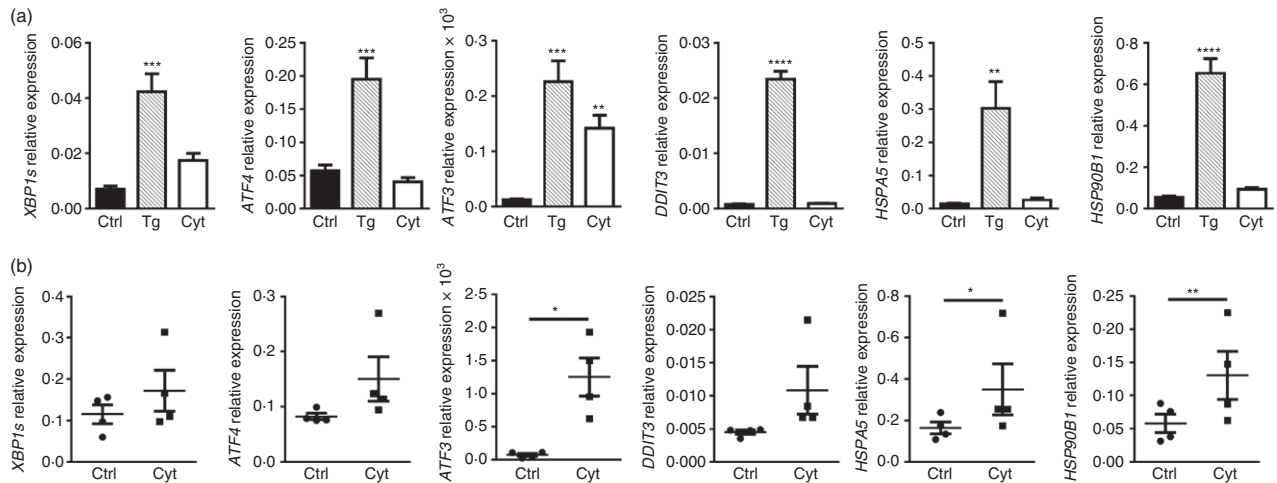 (a)
XBP1s relative expression
0·06
0·04
0·02
0·00
***
Ctrl Tg Cyt
ATF4 relative expression
0·25
0·20
0·15
0·10
0·05
0·00
***
Ctrl Tg Cyt
ATF3 relative expression × 10³
0·3
0·2
0·1
0·0
***
**
Ctrl Tg Cyt
DDIT3 relative expression
0·03
0·02
0·01
0·00
****
Ctrl Tg Cyt
HSPA5 relative expression
0·5
0·4
0·3
0·2
0·1
0·0
**
Ctrl Tg Cyt
HSP90B1 relative expression
0·8
0·6
0·4
0·2
0·0
****
Ctrl Tg Cyt
(b)
XBP1s relative expression
0·4
0·3
0·2
0·1
0·0
Ctrl Cyt
ATF4 relative expression
0·3
0·2
0·1
0·0
Ctrl Cyt
ATF3 relative expression × 10³
2·5
2·0
1·5
1·0
0·5
0·0
*
Ctrl Cyt
DDIT3 relative expression
0·025
0·020
0·015
0·010
0·005
0·000
Ctrl Cyt
HSPA5 relative expression
0·8
0·6
0·4
0·2
0·0
*
Ctrl Cyt
HSP90B1 relative expression
0·25
0·20
0·15
0·10
0·05
0·00
**
Ctrl Cyt